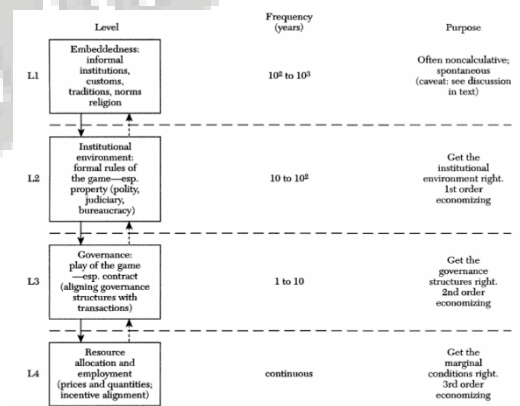 Level
Frequency
(years)
Purpose
L1
Embeddedness:
informal
institutions,
customs,
traditions, norms
religion
10² to 10³
Often noncalculative;
spontaneous
(caveat: see discussion
in text)
L2
Institutional
environment:
formal rules of
the game—esp.
property (polity,
judiciary,
bureaucracy)
10 to 10²
Get the
institutional
environment right.
1st order
economizing
L3
Governance:
play of the game
—esp. contract
(aligning governance
structures with
transactions)
1 to 10
Get the
governance
structures right.
2nd order
economizing
L4
Resource
allocation and
employment
(prices and quantities;
incentive alignment)
continuous
Get the
marginal
conditions right.
3rd order
economizing